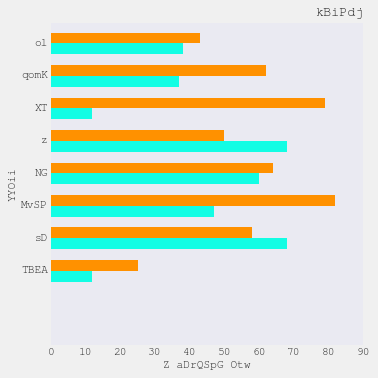 kBiPdj
ol
qomK
XT
z
NG
MvSP
sD
TBEA
YYOii
0 10 20 30 40 50 60 70 80 90
Z aDrQSpG Otw